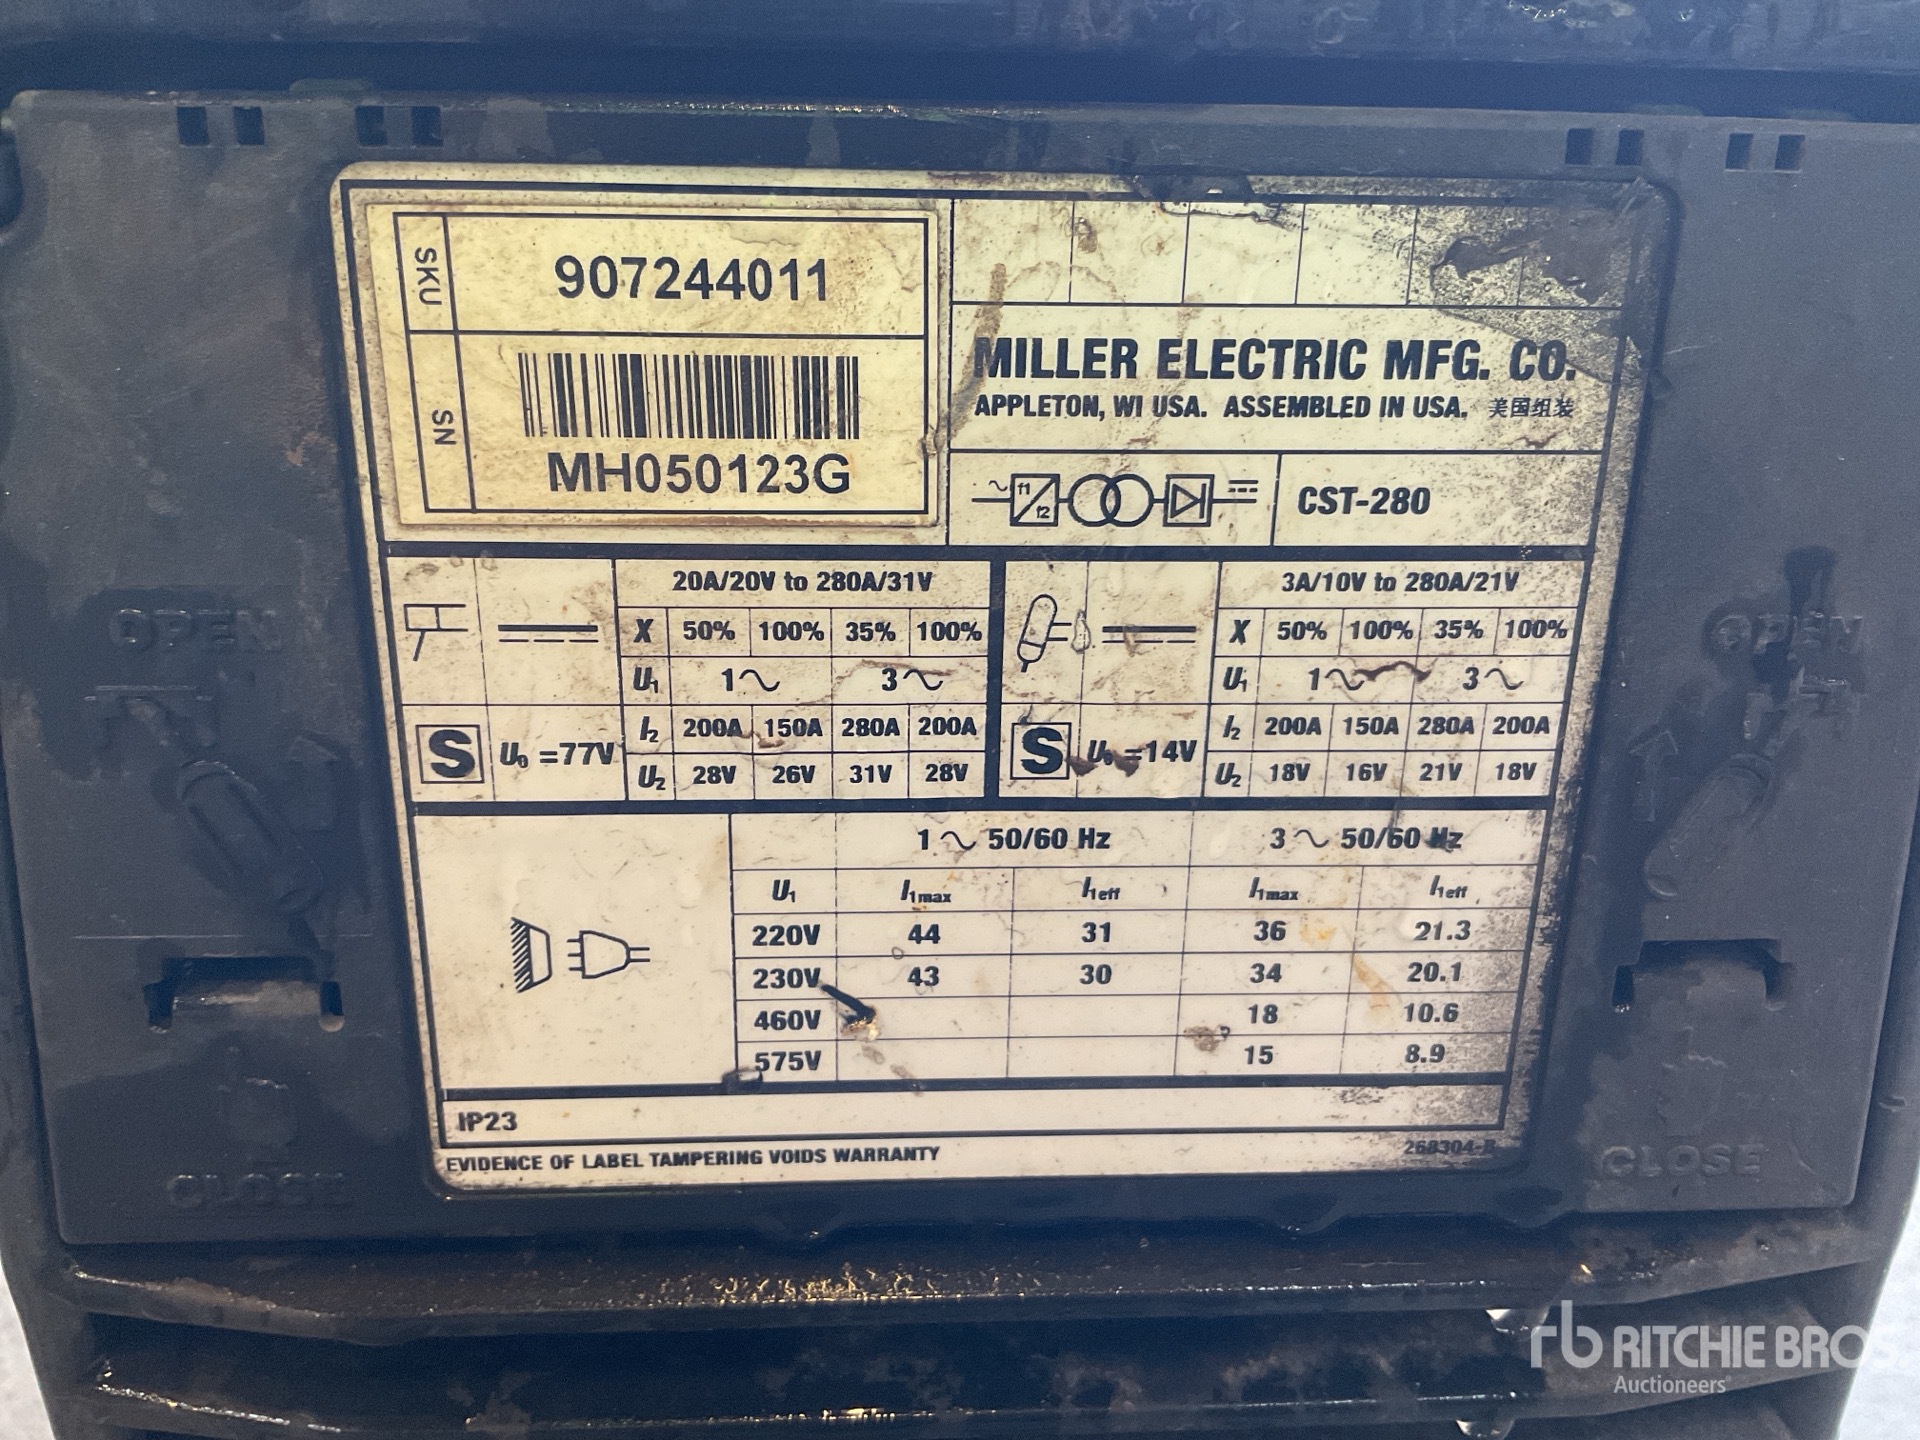 SKU 907244011
SN
MH050123G
MILLER ELECTRIC MFG. CO.
APPLETON, WI USA. ASSEMBLED IN USA. 美国组装
f1
f2
CST-280
20A/20V to 280A/31V
X 50% 100% 35% 100%
U1 1~ 3~
I2 200A 150A 280A 200A
S U0 =77V
U2 28V 26V 31V 28V
3A/10V to 280A/21V
X 50% 100% 35% 100%
U1 1~ 3~
I2 200A 150A 280A 200A
S U0 =14V
U2 18V 16V 21V 18V
1~ 50/60 Hz 3~ 50/60 Hz
U1 I1max I1eff I1max I1eff
220V 44 31 36 21.3
230V 43 30 34 20.1
460V 18 10.6
575V 15 8.9
IP23
EVIDENCE OF LABEL TAMPERING VOIDS WARRANTY 268304-B
OPEN
OPEN
CLOSE
CLOSE
rb RITCHIE BROS.
Auctioneers